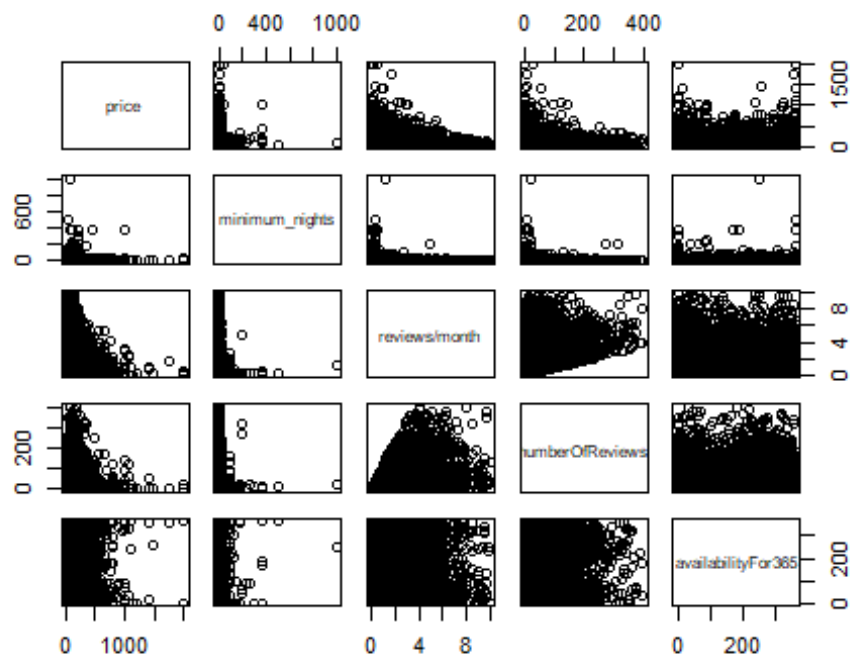 0 400 1000
0 200 400
price
0 1500
0 600
minimum_nights
reviews/month
0 4 8
0 200
numberOfReviews
availabilityFor365
0 200
0 1000
0 4 8
0 200